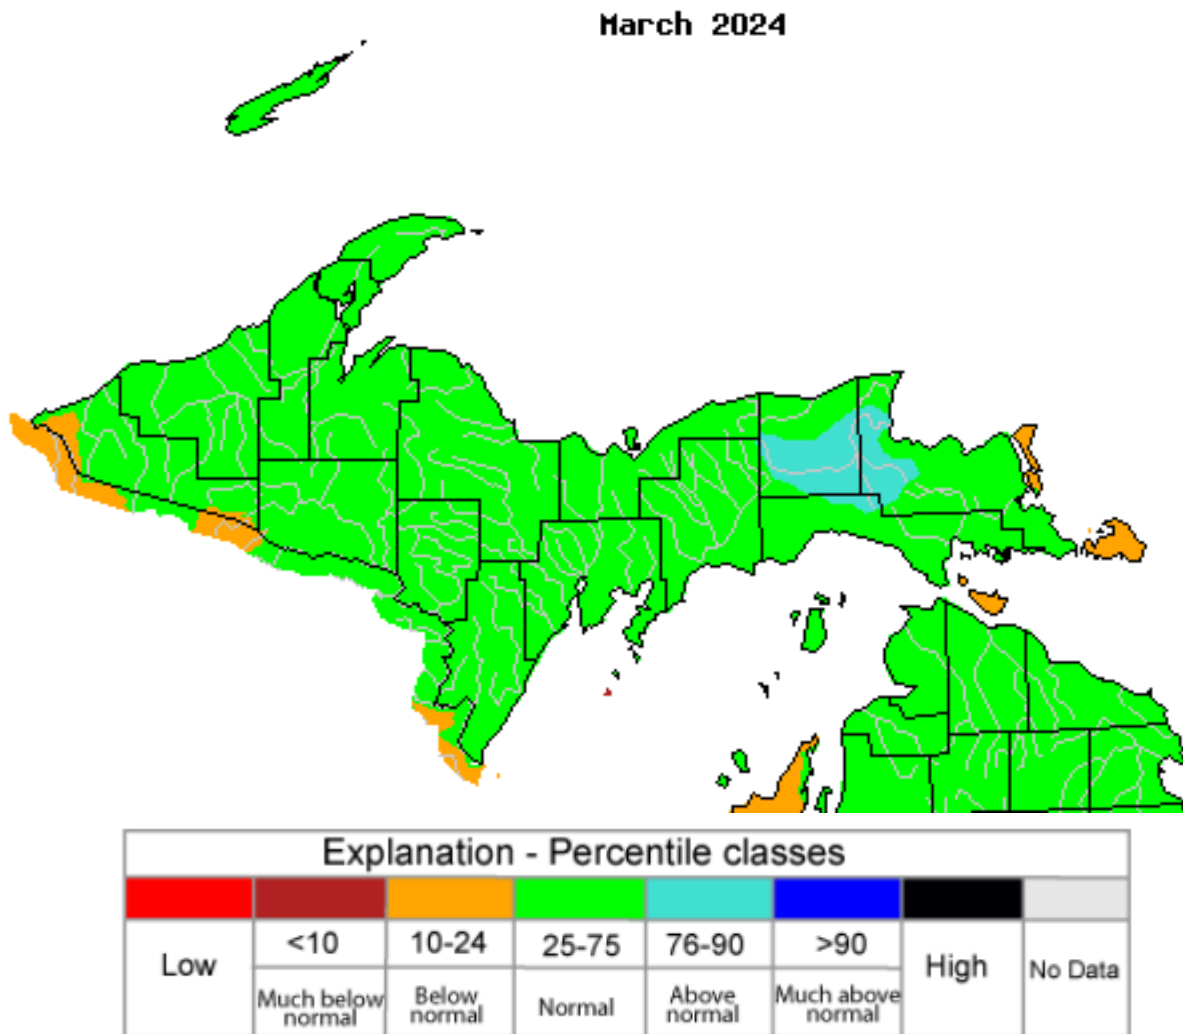 March 2024
Explanation - Percentile classes
Low
<10
Much below
normal
10-24
Below
normal
25-75
Normal
76-90
Above
normal
>90
Much above
normal
High
No Data